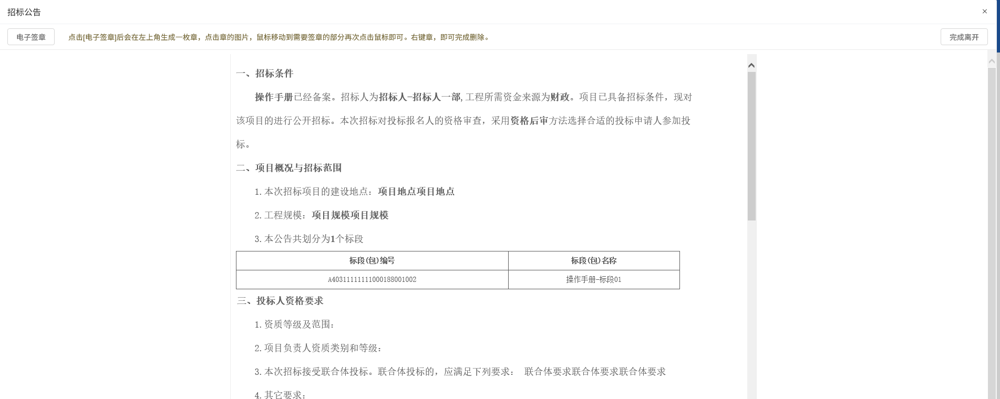 招标公告
×
电子签章
点击[电子签章]后会在左上角生成一枚章，点击章的图片，鼠标移动到需要签章的部分再次点击鼠标即可。右键章，即可完成删除。
完成离开
一、招标条件
操作手册已经备案。招标人为招标人-招标人一部,工程所需资金来源为财政。项目已具备招标条件，现对
该项目的进行公开招标。本次招标对投标报名人的资格审查，采用资格后审方法选择合适的投标申请人参加投
标。
二、项目概况与招标范围
1.本次招标项目的建设地点：项目地点项目地点
2.工程规模：项目规模项目规模
3.本公告共划分为1个标段
标段(包)编号 标段(包)名称
A40311111111000188001002 操作手册-标段01
三、投标人资格要求
1.资质等级及范围：
2.项目负责人资质类别和等级：
3.本次招标接受联合体投标。联合体投标的，应满足下列要求： 联合体要求联合体要求联合体要求
4.其它要求：